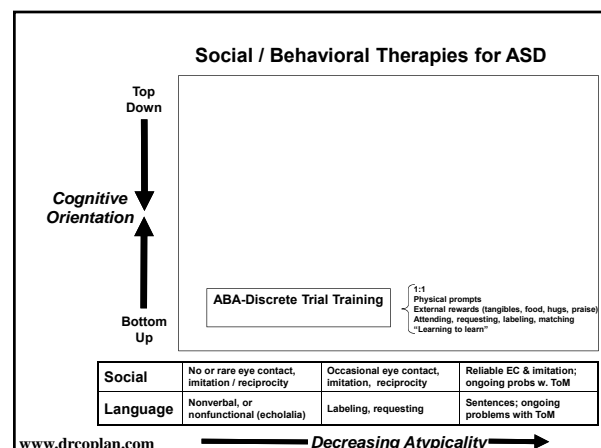 Social / Behavioral Therapies for ASD
Top
Down
Cognitive
Orientation
Bottom
Up
ABA-Discrete Trial Training
1:1
Physical prompts
External rewards (tangibles, food, hugs, praise)
Attending, requesting, labeling, matching
“Learning to learn”
Social
No or rare eye contact,
imitation / reciprocity
Occasional eye contact,
imitation, reciprocity
Reliable EC & imitation;
ongoing probs w. ToM
Language
Nonverbal, or
nonfunctional (echolalia)
Labeling, requesting
Sentences; ongoing
problems with ToM
www.drcoplan.com
Decreasing Atypicality